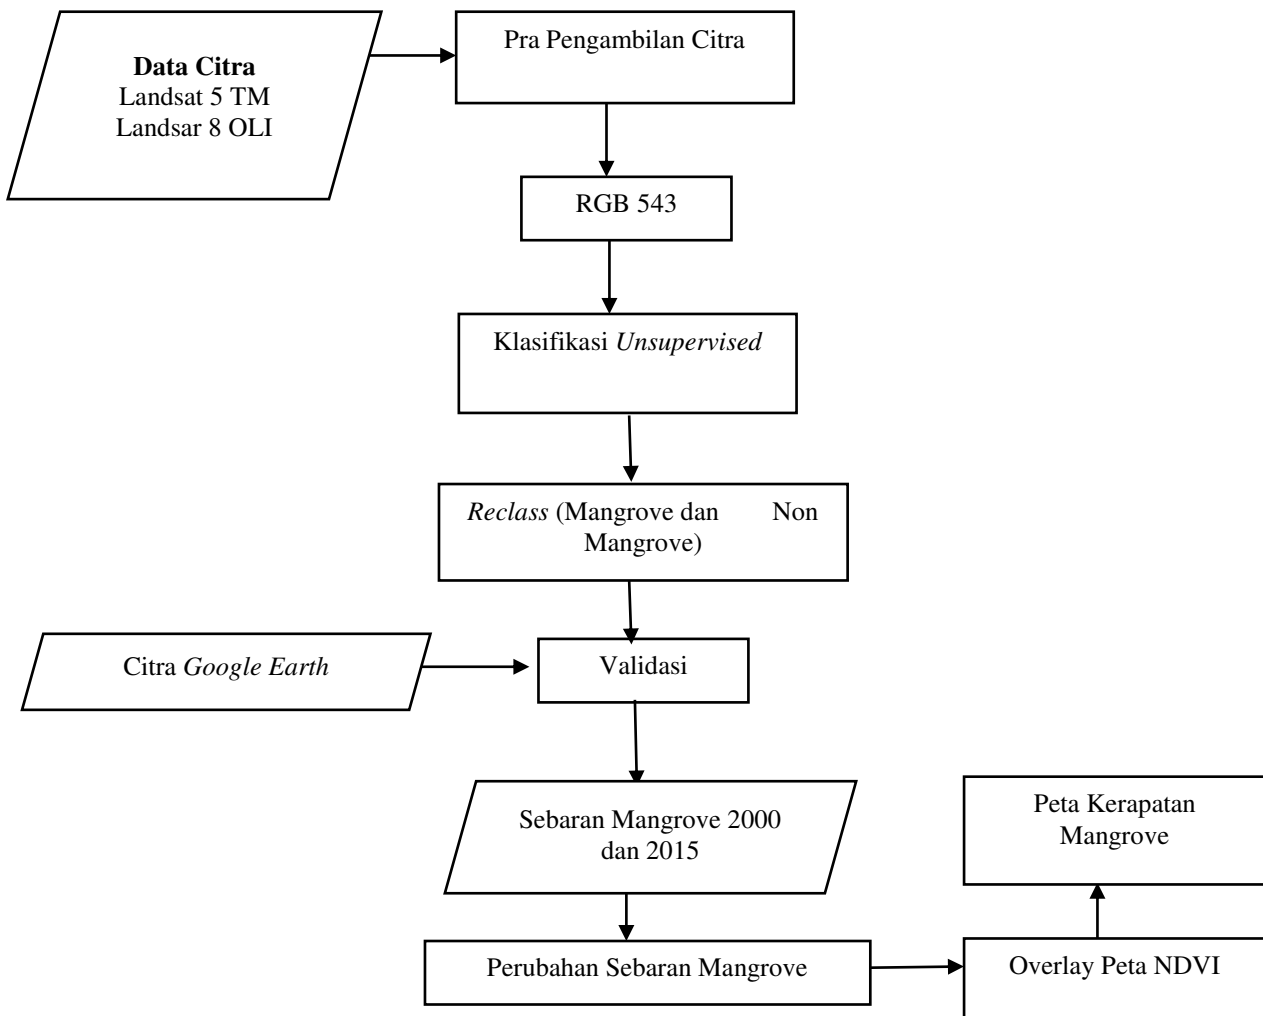 Data Citra
Landsat 5 TM
Landsar 8 OLI
Pra Pengambilan Citra
RGB 543
Klasifikasi Unsupervised
Reclass (Mangrove dan Non
Mangrove)
Citra Google Earth
Validasi
Sebaran Mangrove 2000
dan 2015
Perubahan Sebaran Mangrove
Overlay Peta NDVI
Peta Kerapatan
Mangrove